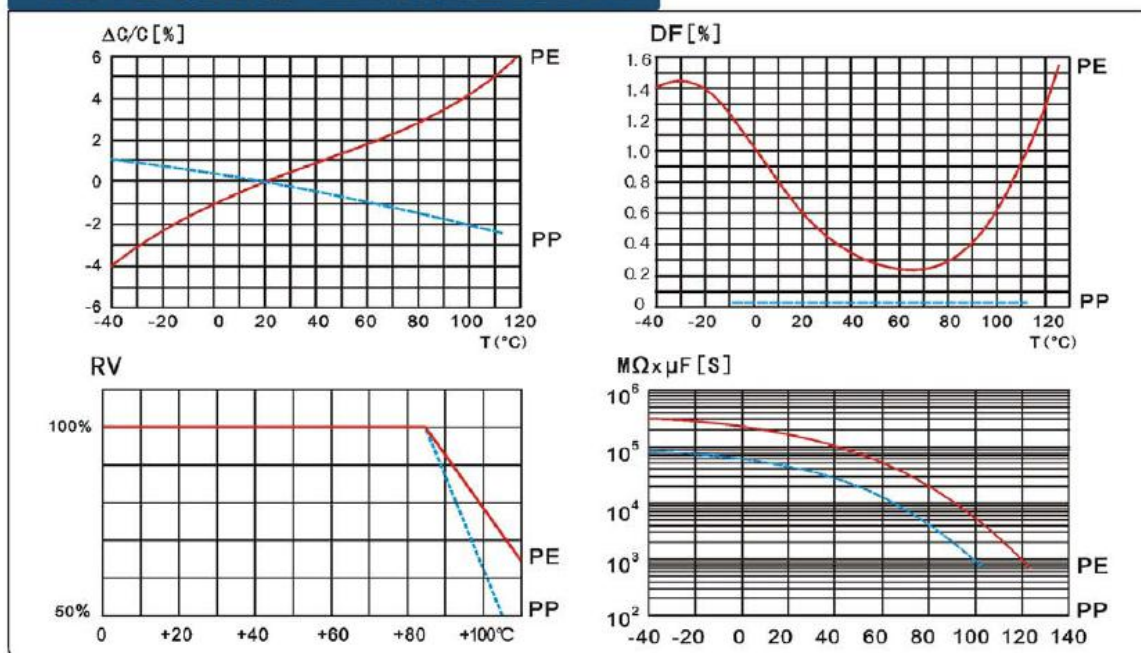 ΔC/C[%]
6
4
2
0
-2
-4
-6
-40 -20 0 20 40 60 80 100 120
T(°C)
PE
PP
DF[%]
1.6
1.4
1.2
1.0
0.8
0.6
0.4
0.2
0
-40 -20 0 20 40 60 80 100 120
T(°C)
PE
PP
RV
100%
50%
0 +20 +40 +60 +80 +100℃
PE
PP
MΩxμF[S]
10⁶
10⁵
10⁴
10³
10²
-40 -20 0 20 40 60 80 100 120 140
PE
PP